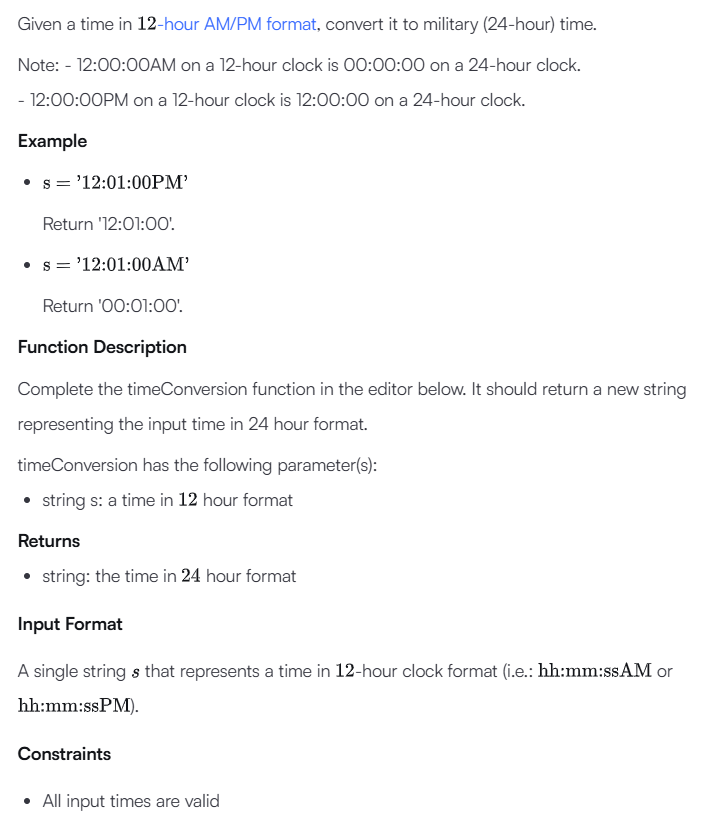 Given a time in 12-hour AM/PM format, convert it to military (24-hour) time.
Note: - 12:00:00AM on a 12-hour clock is 00:00:00 on a 24-hour clock.
- 12:00:00PM on a 12-hour clock is 12:00:00 on a 24-hour clock.
Example
• s = ’12:01:00PM’
Return '12:01:00'.
• s = ’12:01:00AM’
Return '00:01:00'.
Function Description
Complete the timeConversion function in the editor below. It should return a new string
representing the input time in 24 hour format.
timeConversion has the following parameter(s):
• string s: a time in 12 hour format
Returns
• string: the time in 24 hour format
Input Format
A single string s that represents a time in 12-hour clock format (i.e.: hh:mm:ssAM or
hh:mm:ssPM).
Constraints
• All input times are valid